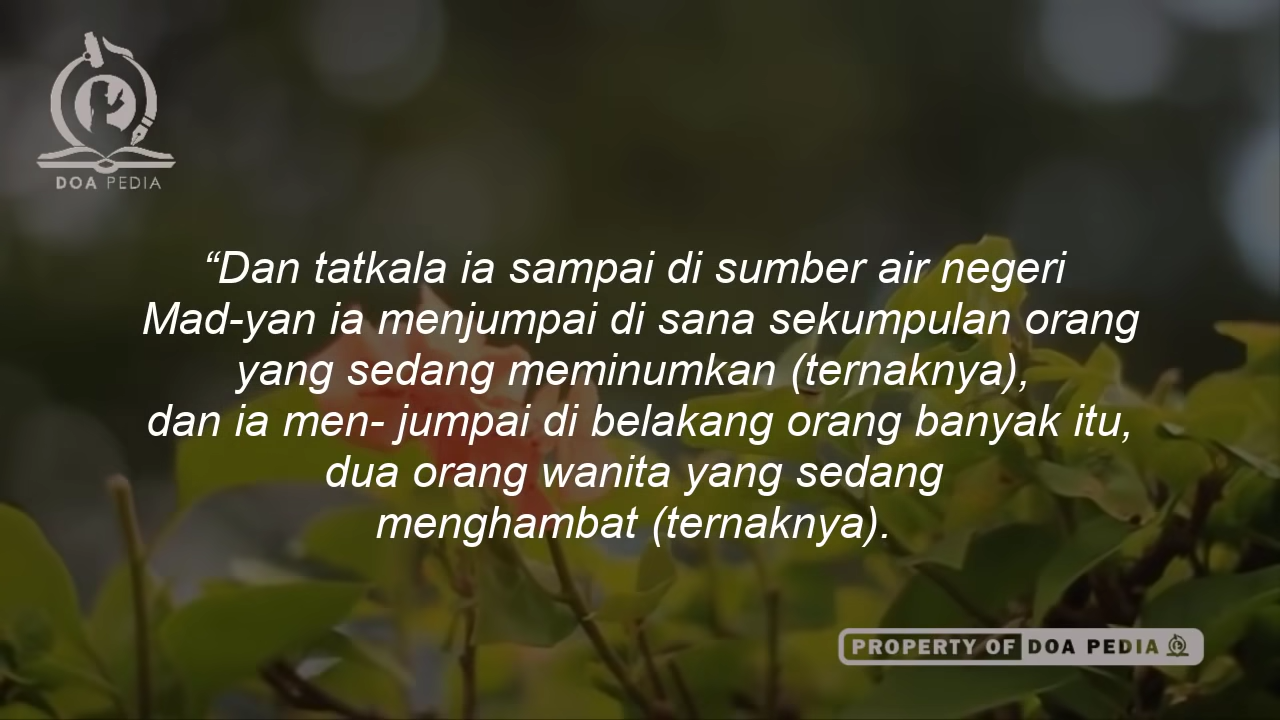 DOA PEDIA
“Dan tatkala ia sampai di sumber air negeri
Mad-yan ia menjumpai di sana sekumpulan orang
yang sedang meminumkan (ternaknya),
dan ia men- jumpai di belakang orang banyak itu,
dua orang wanita yang sedang
menghambat (ternaknya).
PROPERTY OF DOA PEDIA